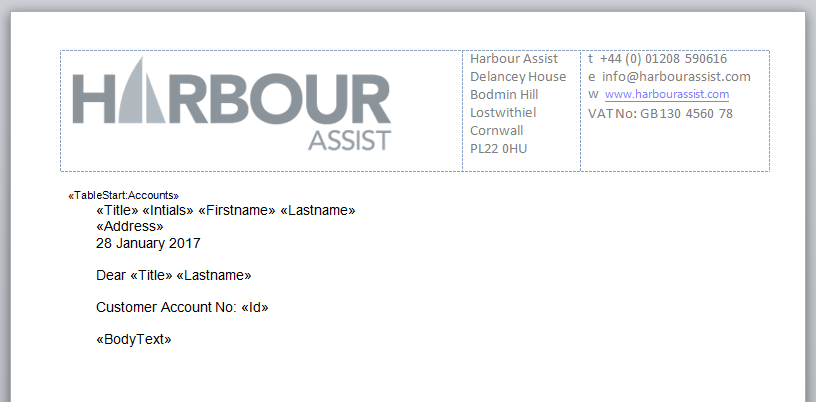 HARBOUR
ASSIST
Harbour Assist
Delancey House
Bodmin Hill
Lostwithiel
Cornwall
PL22 0HU
t +44 (0) 01208 590616
e info@harbourassist.com
w www.harbourassist.com
VAT No: GB130 4560 78
«TableStart:Accounts»
«Title» «Intials» «Firstname» «Lastname»
«Address»
28 January 2017
Dear «Title» «Lastname»
Customer Account No: «Id»
«BodyText»